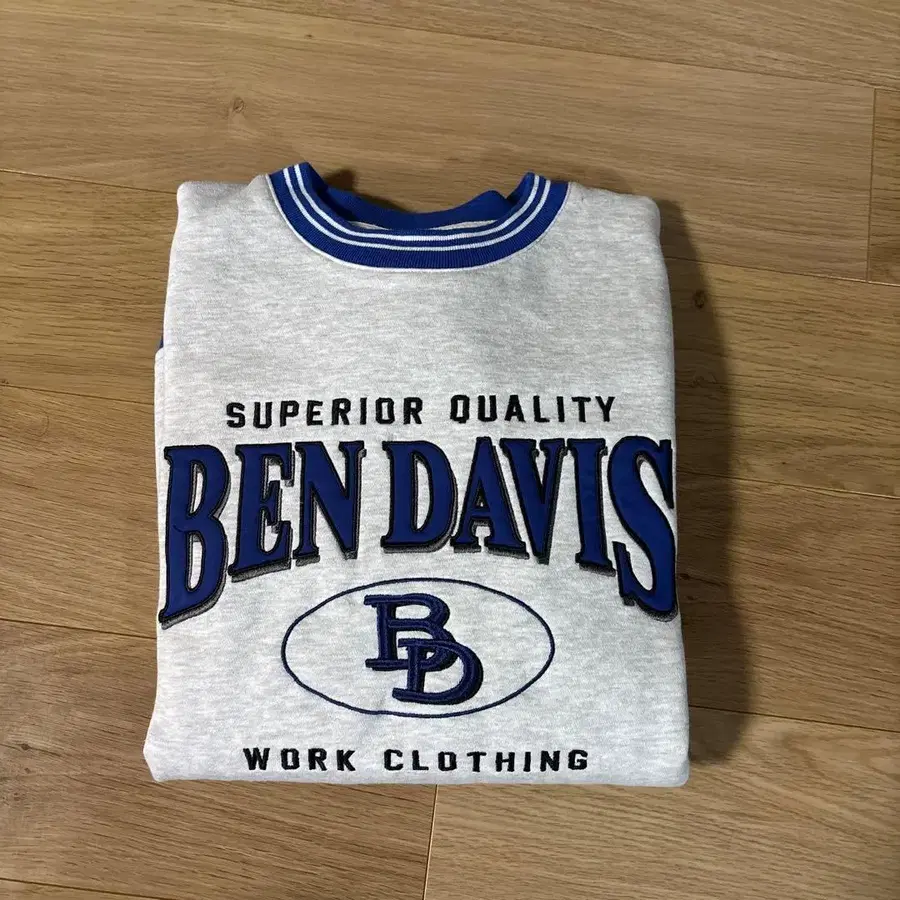 SUPERIOR QUALITY
BEN DAVIS
BD
WORK CLOTHING